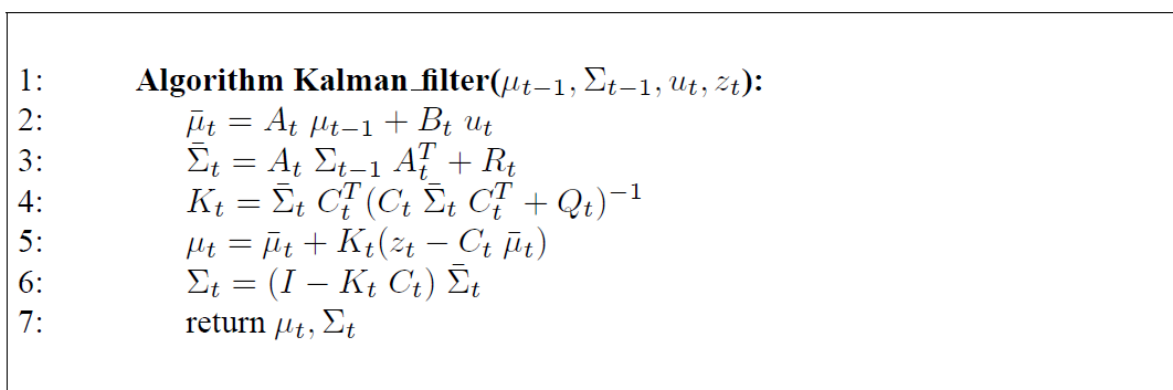 1: Algorithm Kalman_filter(μ_{t−1}, Σ_{t−1}, u_t, z_t):
2: μ̄_t = A_t μ_{t−1} + B_t u_t
3: Σ̄_t = A_t Σ_{t−1} A_t^T + R_t
4: K_t = Σ̄_t C_t^T (C_t Σ̄_t C_t^T + Q_t)^{−1}
5: μ_t = μ̄_t + K_t(z_t − C_t μ̄_t)
6: Σ_t = (I − K_t C_t) Σ̄_t
7: return μ_t, Σ_t